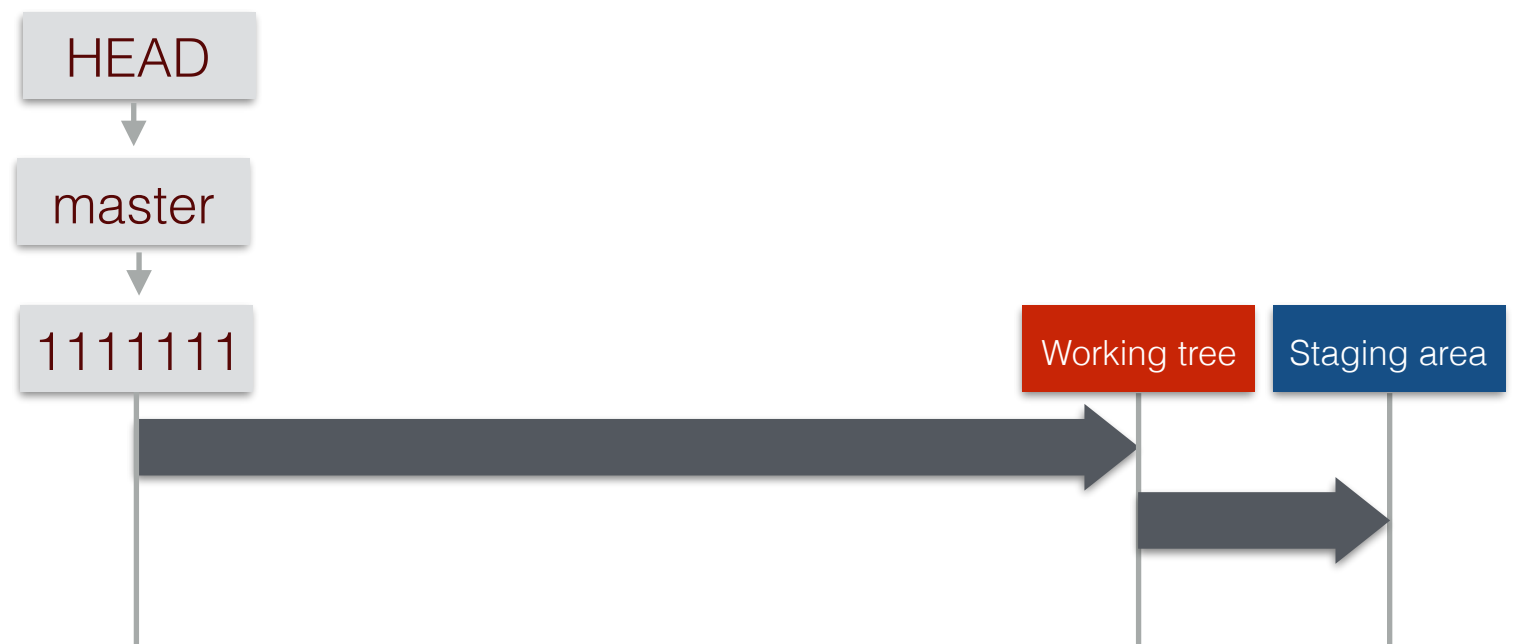 HEAD
master
1111111
Working tree
Staging area